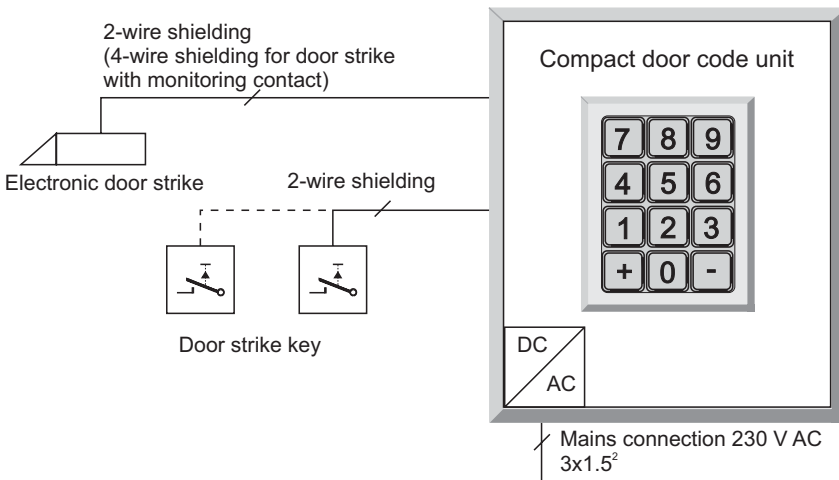 2-wire shielding
(4-wire shielding for door strike
with monitoring contact)
Compact door code unit
7 8 9
4 5 6
1 2 3
+ 0 -
Electronic door strike
2-wire shielding
Door strike key
DC
AC
Mains connection 230 V AC
3x1.5²